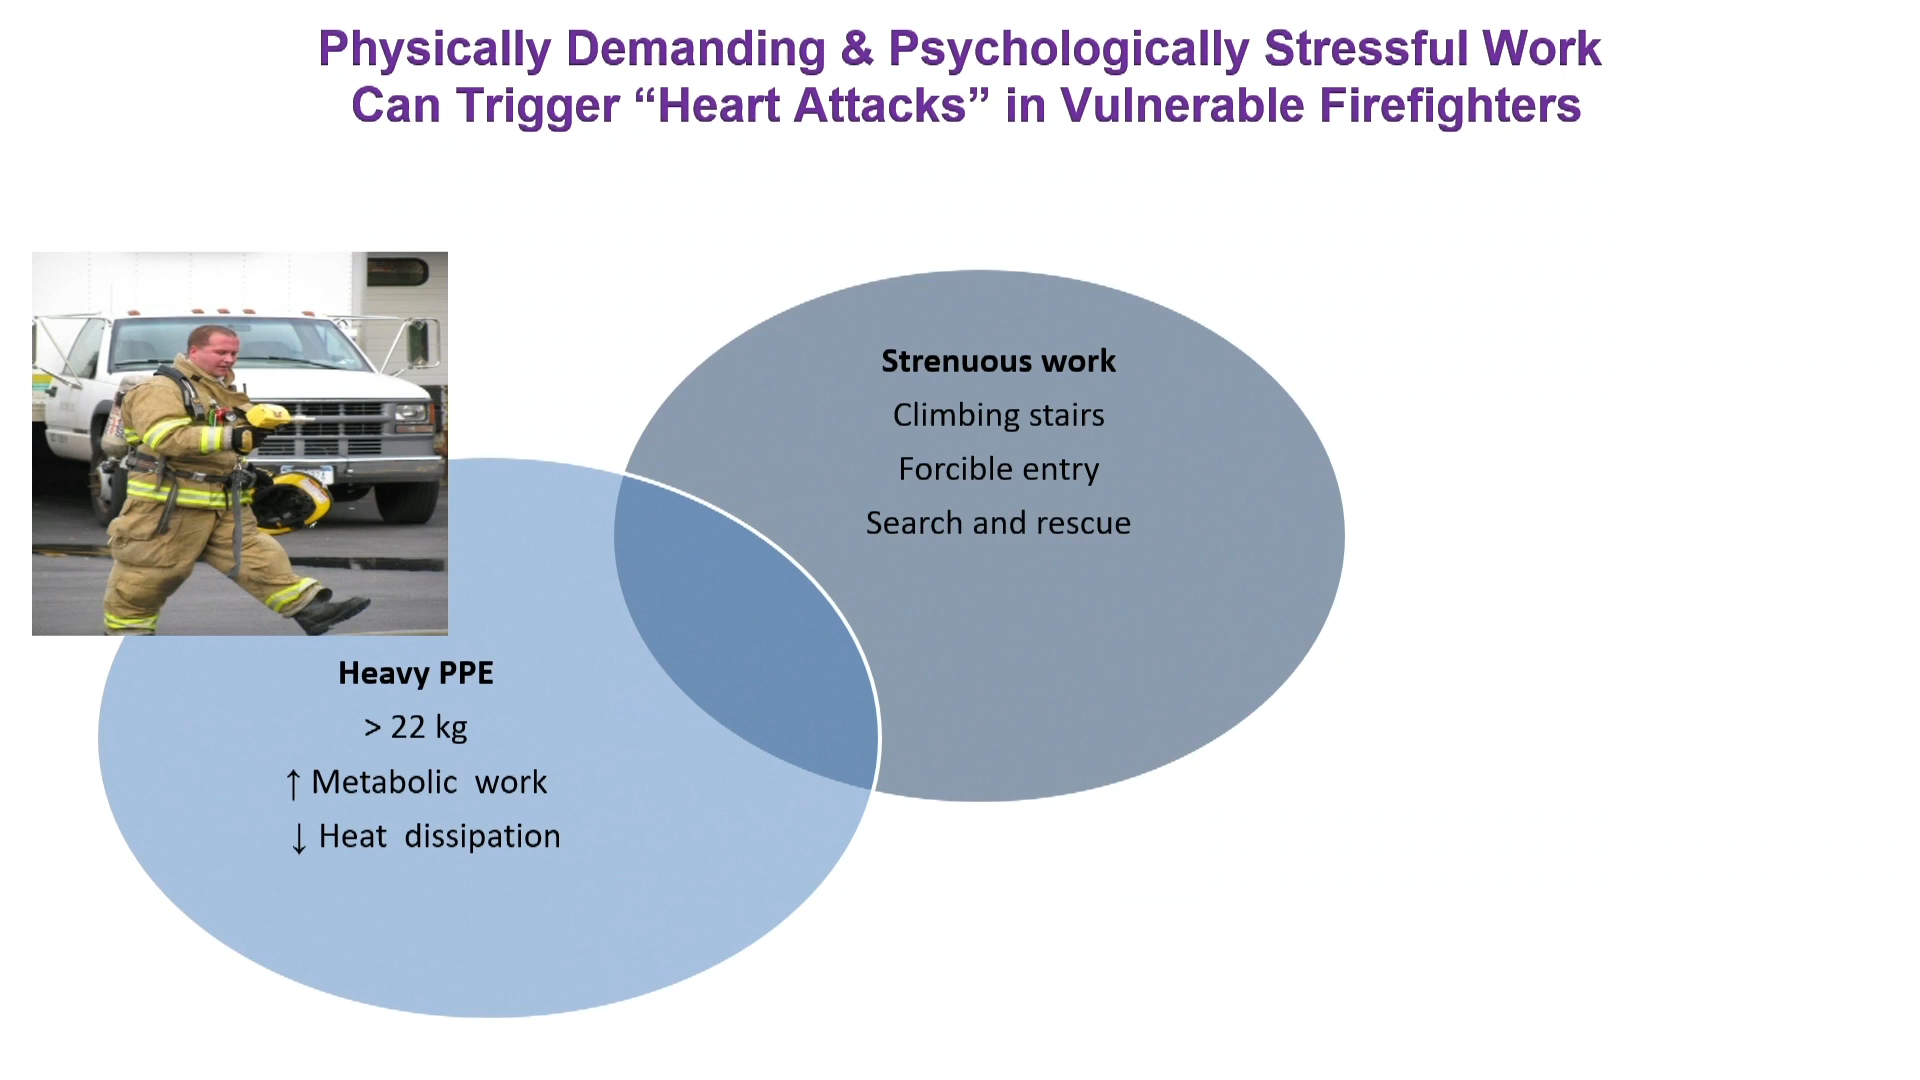 Physically Demanding & Psychologically Stressful Work
Can Trigger “Heart Attacks” in Vulnerable Firefighters
Strenuous work
Climbing stairs
Forcible entry
Search and rescue
Heavy PPE
> 22 kg
↑ Metabolic work
↓ Heat dissipation